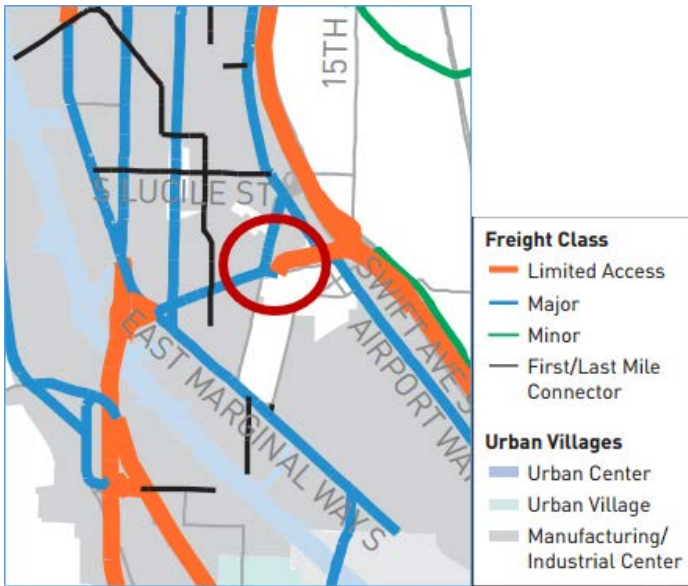 15TH
S LUCILE ST
SWIFT AVE S
AIRPORT WAY
EAST MARGINAL WAY S
Freight Class
Limited Access
Major
Minor
First/Last Mile
Connector
Urban Villages
Urban Center
Urban Village
Manufacturing/
Industrial Center